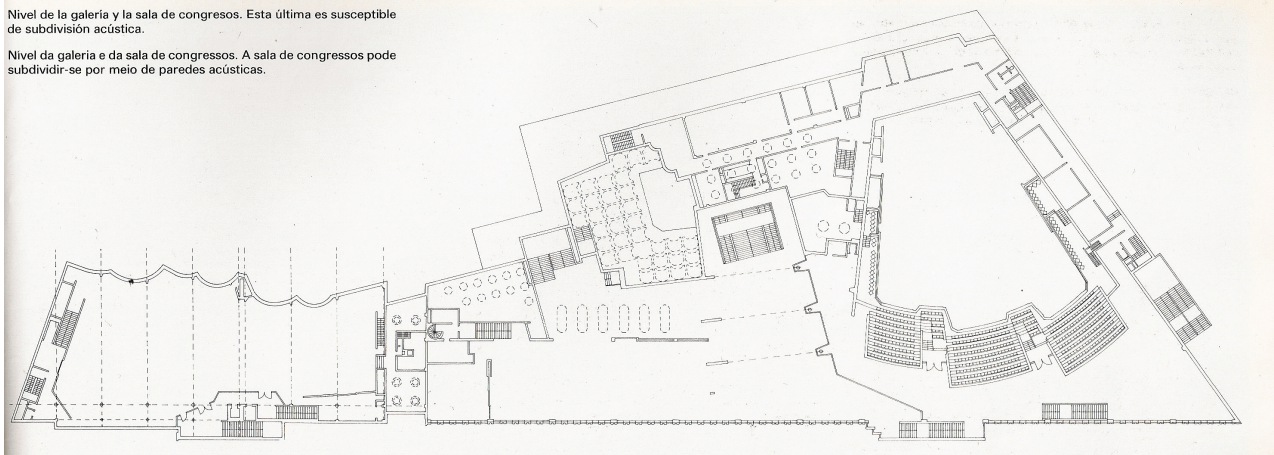 Nivel de la galería y la sala de congresos. Esta última es susceptible
de subdivisión acústica.
Nivel da galeria e da sala de congressos. A sala de congressos pode
subdividir-se por meio de paredes acústicas.